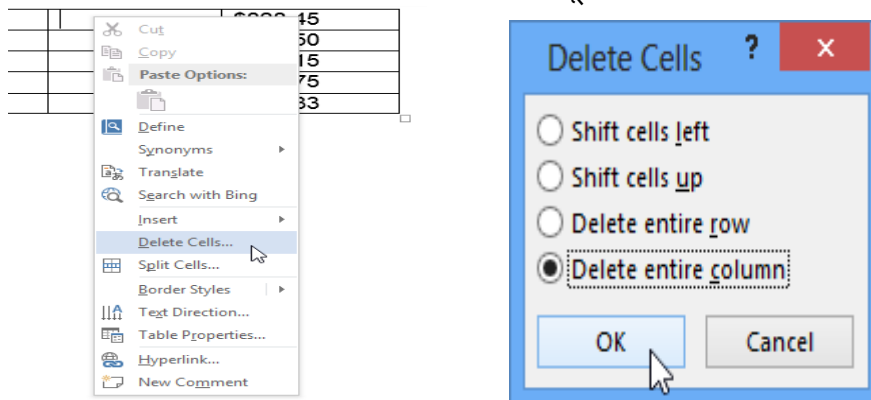 45
Cut
50
Copy
15
Paste Options:
75
33
Define
Synonyms
Translate
Search with Bing
Insert
Delete Cells...
Split Cells...
Border Styles
Text Direction...
Table Properties...
Hyperlink...
New Comment
Delete Cells ? x
Shift cells left
Shift cells up
Delete entire row
Delete entire column
OK Cancel